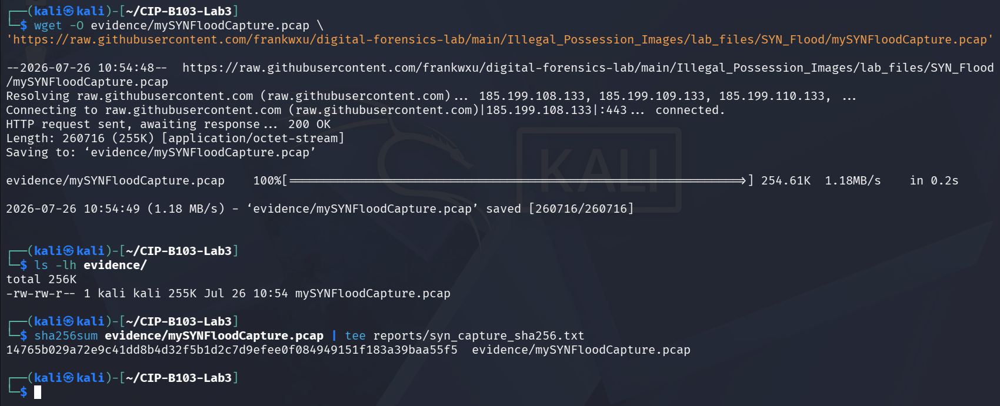 ┌──(kali㉿kali)-[~/CIP-B103-Lab3]
└─$ wget -O evidence/mySYNFloodCapture.pcap \
'https://raw.githubusercontent.com/frankwxu/digital-forensics-lab/main/Illegal_Possession_Images/lab_files/SYN_Flood/mySYNFloodCapture.pcap'
--2026-07-26 10:54:48--  https://raw.githubusercontent.com/frankwxu/digital-forensics-lab/main/Illegal_Possession_Images/lab_files/SYN_Flood
/mySYNFloodCapture.pcap
Resolving raw.githubusercontent.com (raw.githubusercontent.com)... 185.199.108.133, 185.199.109.133, 185.199.110.133, ...
Connecting to raw.githubusercontent.com (raw.githubusercontent.com)|185.199.108.133|:443... connected.
HTTP request sent, awaiting response... 200 OK
Length: 260716 (255K) [application/octet-stream]
Saving to: ‘evidence/mySYNFloodCapture.pcap’
evidence/mySYNFloodCapture.pcap    100%[================================================================>] 254.61K  1.18MB/s    in 0.2s
2026-07-26 10:54:49 (1.18 MB/s) - ‘evidence/mySYNFloodCapture.pcap’ saved [260716/260716]
┌──(kali㉿kali)-[~/CIP-B103-Lab3]
└─$ ls -lh evidence/
total 256K
-rw-rw-r-- 1 kali kali 255K Jul 26 10:54 mySYNFloodCapture.pcap
┌──(kali㉿kali)-[~/CIP-B103-Lab3]
└─$ sha256sum evidence/mySYNFloodCapture.pcap | tee reports/syn_capture_sha256.txt
14765b029a72e9c41dd8b4d32f5b1d2c7d9efee0f084949151f183a39baa55f5  evidence/mySYNFloodCapture.pcap
┌──(kali㉿kali)-[~/CIP-B103-Lab3]
└─$
KALI